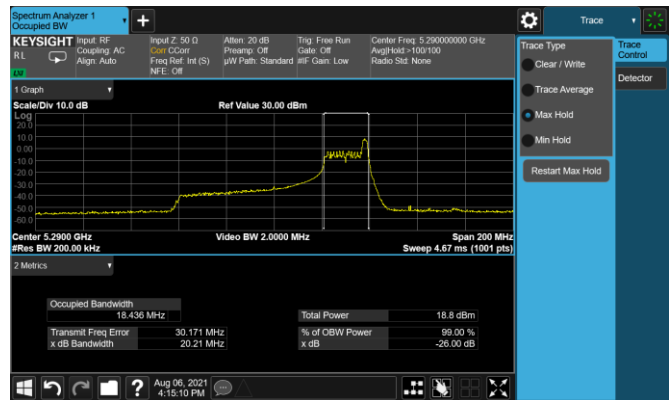 Spectrum Analyzer 1
Occupied BW
+
Trace
KEYSIGHT
R L
LXI
Input: RF
Coupling: AC
Align: Auto
Input Z: 50 Ω
Corr CCorr
Freq Ref: Int (S)
NFE: Off
Atten: 20 dB
Preamp: Off
µW Path: Standard
Trig: Free Run
Gate: Off
#IF Gain: Low
Center Freq: 5.290000000 GHz
Avg|Hold:>100/100
Radio Std: None
1 Graph
Scale/Div 10.0 dB
Ref Value 30.00 dBm
Log
20.0
10.0
0.00
-10.0
-20.0
-30.0
-40.0
-50.0
-60.0
Center 5.2900 GHz
#Res BW 200.00 kHz
Video BW 2.0000 MHz
Span 200 MHz
Sweep 4.67 ms (1001 pts)
2 Metrics
Occupied Bandwidth
18.436 MHz
Total Power 18.8 dBm
Transmit Freq Error 30.171 MHz
% of OBW Power 99.00 %
x dB Bandwidth 20.21 MHz
x dB -26.00 dB
?
Aug 06, 2021
4:15:10 PM
Trace Type
Clear / Write
Trace Average
Max Hold
Min Hold
Restart Max Hold
Trace
Control
Detector